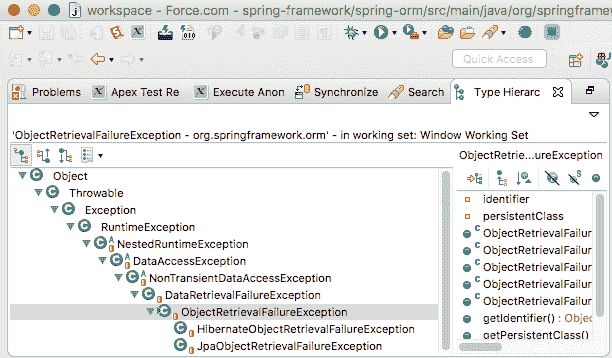 workspace - Force.com - spring-framework/spring-orm/src/main/java/org/springframew
Quick Access
Problems
Apex Test Re
Execute Anon
Synchronize
Search
Type Hierarc
'ObjectRetrievalFailureException - org.springframework.orm' - in working set: Window Working Set
Object
Throwable
Exception
RuntimeException
NestedRuntimeException
DataAccessException
NonTransientDataAccessException
DataRetrievalFailureException
ObjectRetrievalFailureException
HibernateObjectRetrievalFailureException
JpaObjectRetrievalFailureException
ObjectRetrie...ureException
identifier
persistentClass
ObjectRetrievalFailur
ObjectRetrievalFailur
ObjectRetrievalFailur
ObjectRetrievalFailur
ObjectRetrievalFailur
getIdentifier() : Objec
getPersistentClass()